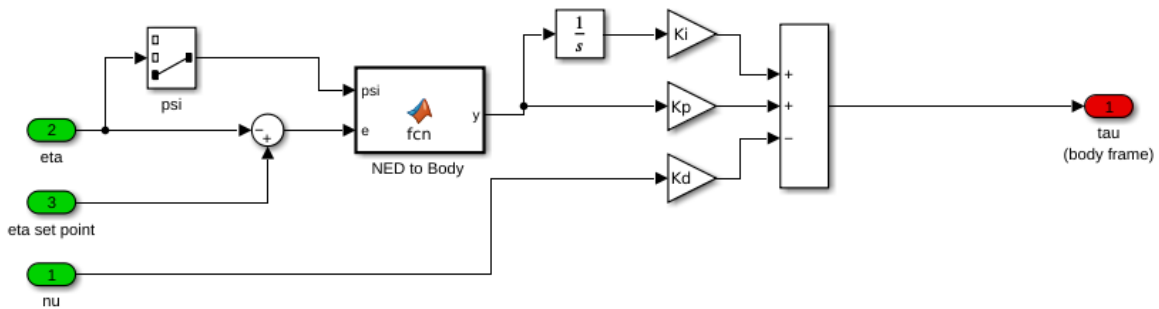 1
s
Ki
+
psi
psi
Kp
+
1
fcn
y
tau
(body frame)
2
−
+
e
−
eta
NED to Body
Kd
3
eta set point
1
nu